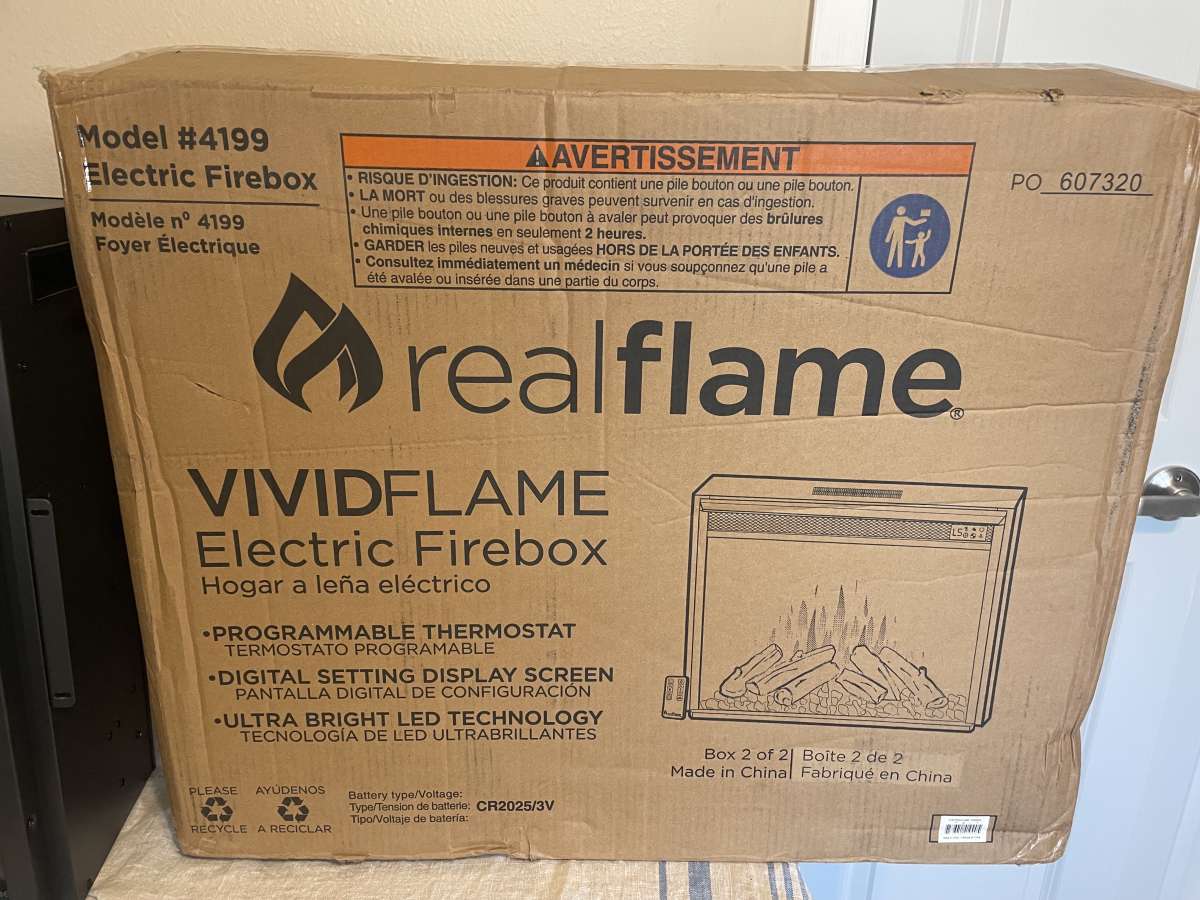 Model #4199
Electric Firebox
Modèle nº 4199
Foyer Électrique
AVERTISSEMENT
• RISQUE D'INGESTION: Ce produit contient une pile bouton ou une pile bouton.
• LA MORT ou des blessures graves peuvent survenir en cas d'ingestion.
• Une pile bouton ou une pile bouton à avaler peut provoquer des brûlures
chimiques internes en seulement 2 heures.
• GARDER les piles neuves et usagées HORS DE LA PORTÉE DES ENFANTS.
• Consultez immédiatement un médecin si vous soupçonnez qu'une pile a
été avalée ou insérée dans une partie du corps.
PO 607320
realflame®
VIVIDFLAME
Electric Firebox
Hogar a leña eléctrico
•PROGRAMMABLE THERMOSTAT
TERMOSTATO PROGRAMABLE
•DIGITAL SETTING DISPLAY SCREEN
PANTALLA DIGITAL DE CONFIGURACIÓN
•ULTRA BRIGHT LED TECHNOLOGY
TECNOLOGÍA DE LED ULTRABRILLANTES
Box 2 of 2 | Boîte 2 de 2
Made in China | Fabriqué en China
PLEASE
RECYCLE
AYÚDENOS
A RECICLAR
Battery type/Voltage:
Type/Tension de batterie: CR2025/3V
Tipo/Voltaje de batería: